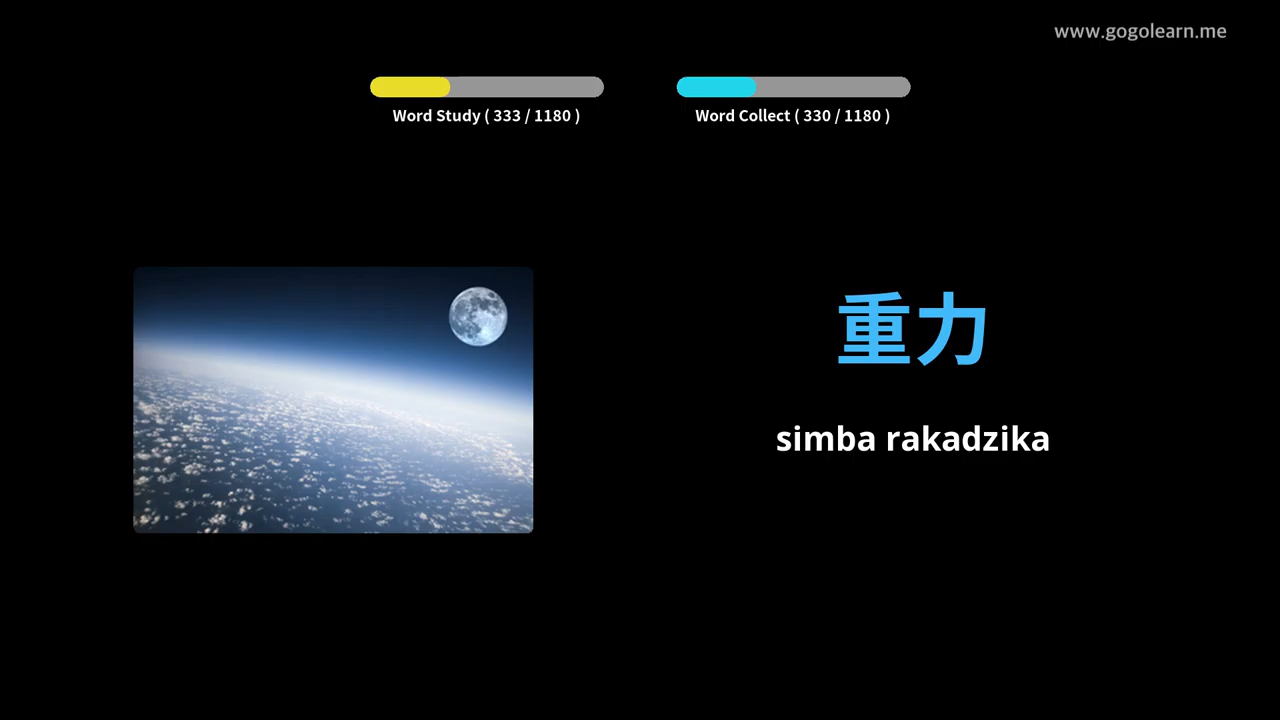 www.gogolearn.me
Word Study ( 333 / 1180 )
Word Collect ( 330 / 1180 )
重力
simba rakadzika